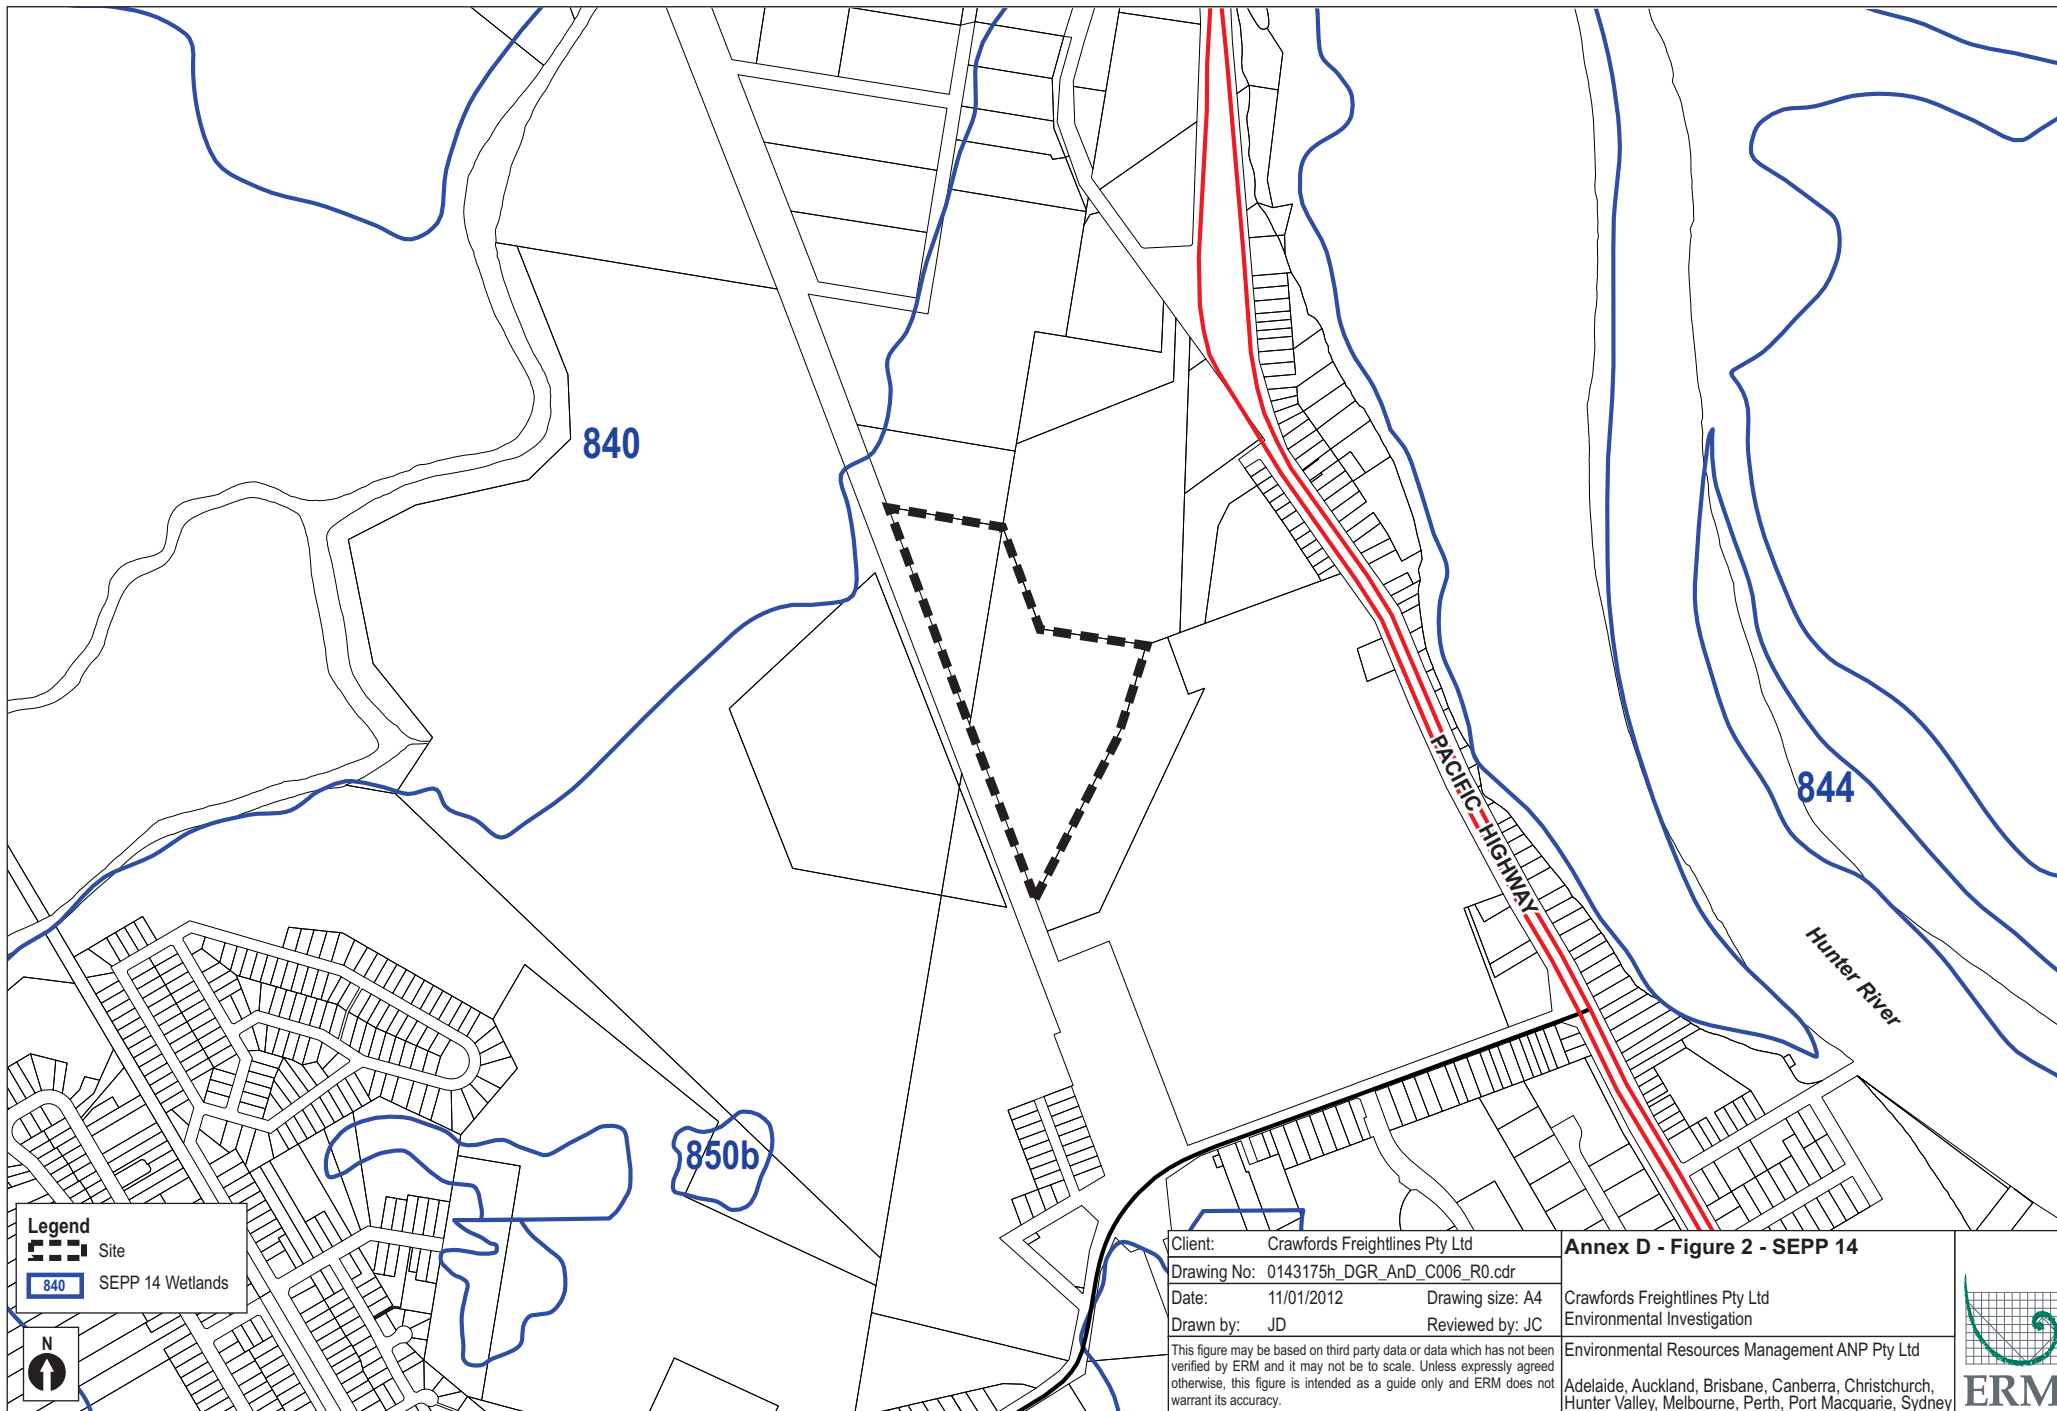 840
844
PACIFIC HIGHWAY
Hunter River
850b
Legend
Site
840 SEPP 14 Wetlands
N
Client: Crawfords Freightlines Pty Ltd
Drawing No: 0143175h_DGR_AnD_C006_R0.cdr
Date: 11/01/2012 Drawing size: A4
Drawn by: JD Reviewed by: JC
This figure may be based on third party data or data which has not been
verified by ERM and it may not be to scale. Unless expressly agreed
otherwise, this figure is intended as a guide only and ERM does not
warrant its accuracy.
Annex D - Figure 2 - SEPP 14
Crawfords Freightlines Pty Ltd
Environmental Investigation
Environmental Resources Management ANP Pty Ltd
Adelaide, Auckland, Brisbane, Canberra, Christchurch,
Hunter Valley, Melbourne, Perth, Port Macquarie, Sydney
ERM